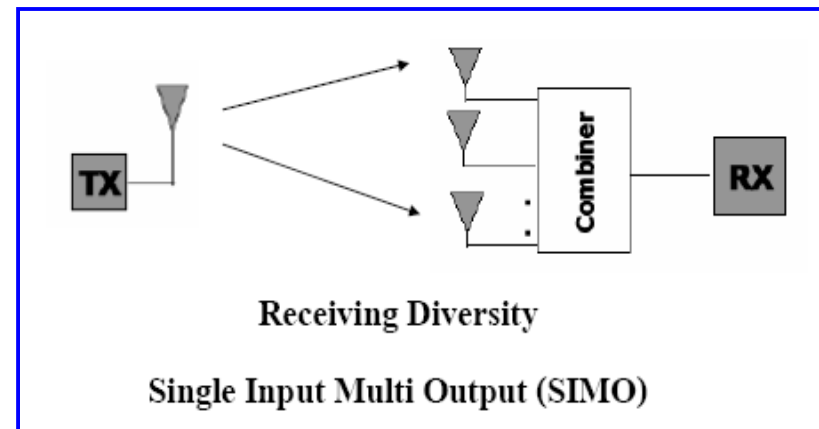 TX
Combiner
RX
Receiving Diversity
Single Input Multi Output (SIMO)